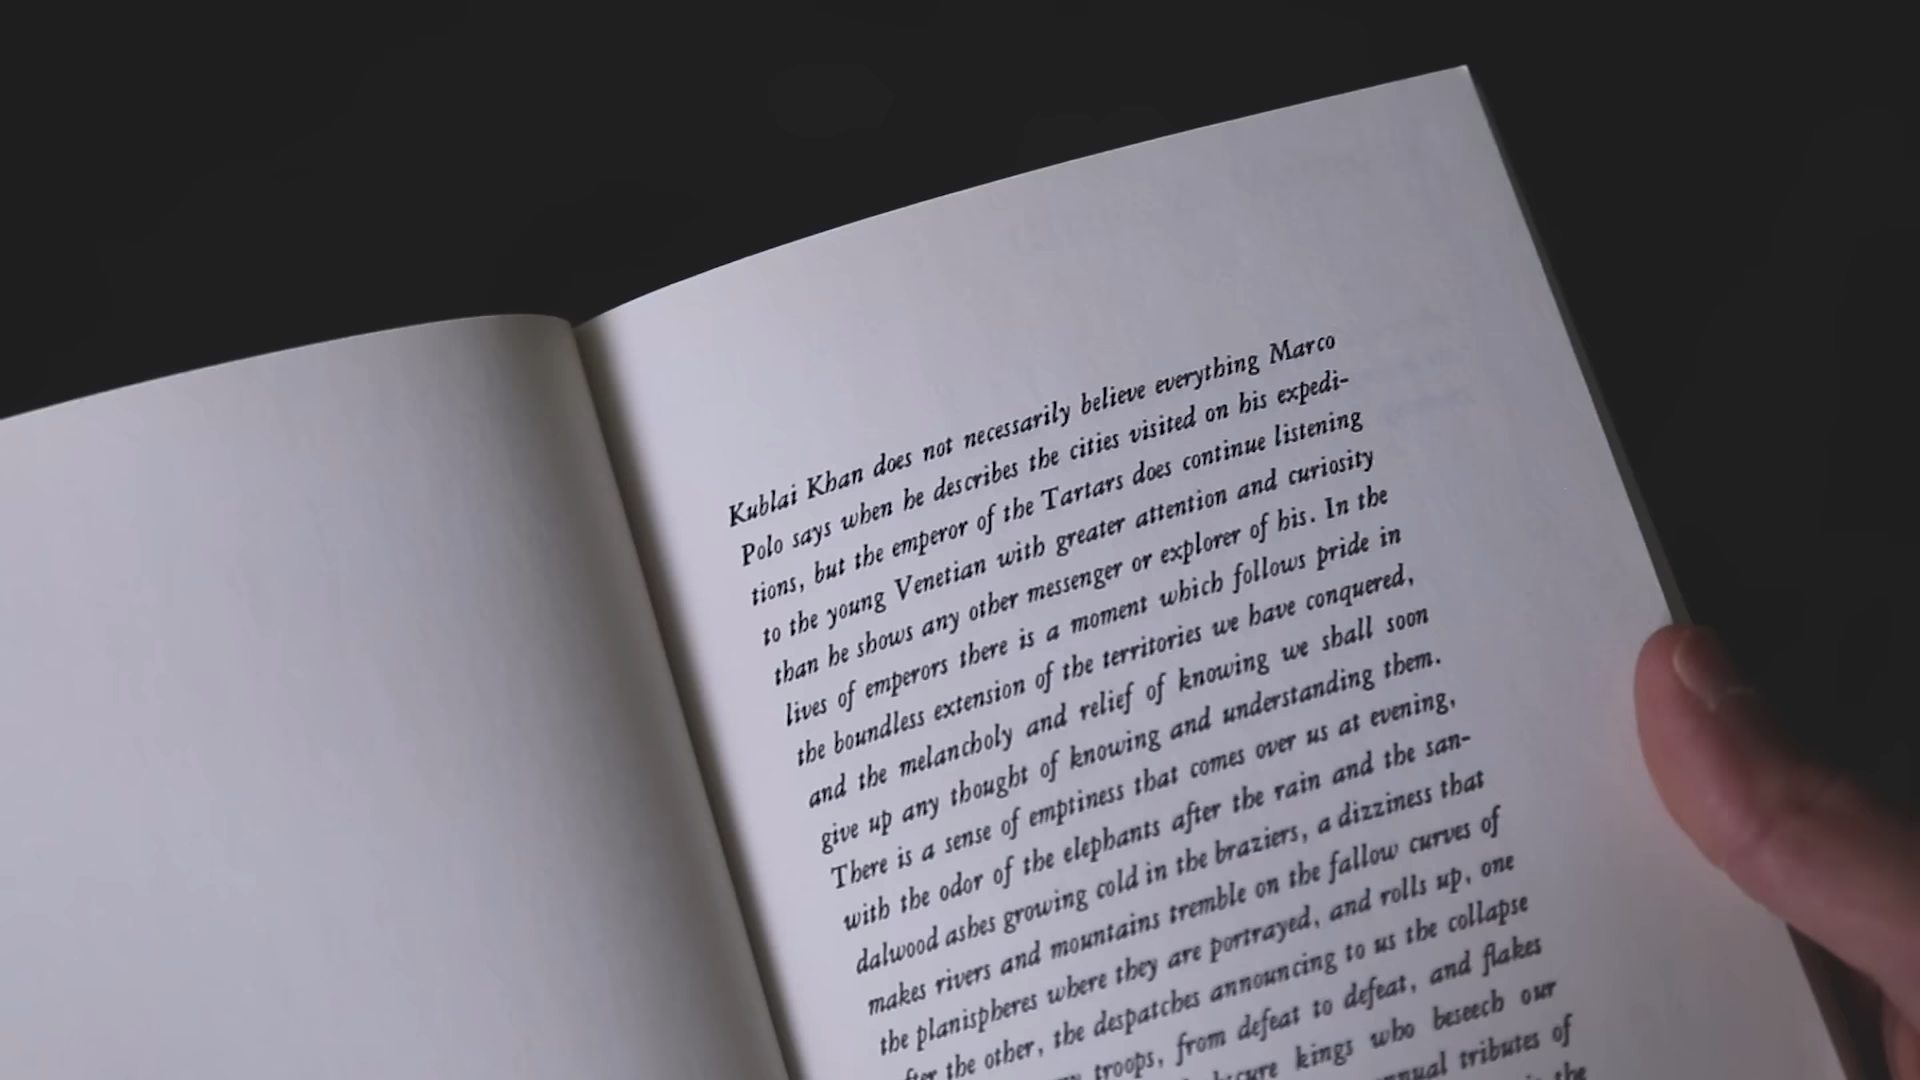 Kublai Khan does not necessarily believe everything Marco
Polo says when he describes the cities visited on his expedi-
tions, but the emperor of the Tartars does continue listening
to the young Venetian with greater attention and curiosity
than he shows any other messenger or explorer of his. In the
lives of emperors there is a moment which follows pride in
the boundless extension of the territories we have conquered,
and the melancholy and relief of knowing we shall soon
give up any thought of knowing and understanding them.
There is a sense of emptiness that comes over us at evening,
with the odor of the elephants after the rain and the san-
dalwood ashes growing cold in the braziers, a dizziness that
makes rivers and mountains tremble on the fallow curves of
the planispheres where they are portrayed, and rolls up, one
after the other, the despatches announcing to us the collapse
troops, from defeat to defeat, and flakes
kings who beseech our
tributes of
the